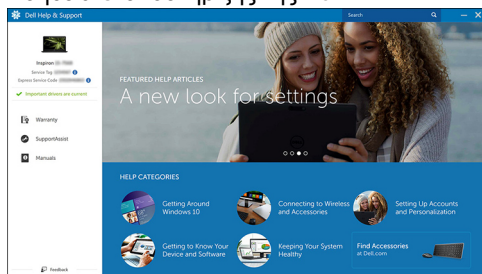 Dell Help & Support
Search
Inspiron
Service Tag
Express Service Code
Important drivers are current
Warranty
SupportAssist
Manuals
Feedback
FEATURED HELP ARTICLES
A new look for settings
HELP CATEGORIES
Getting Around
Windows 10
Connecting to Wireless
and Accessories
Setting Up Accounts
and Personalization
Getting to Know Your
Device and Software
Keeping Your System
Healthy
Find Accessories
at Dell.com